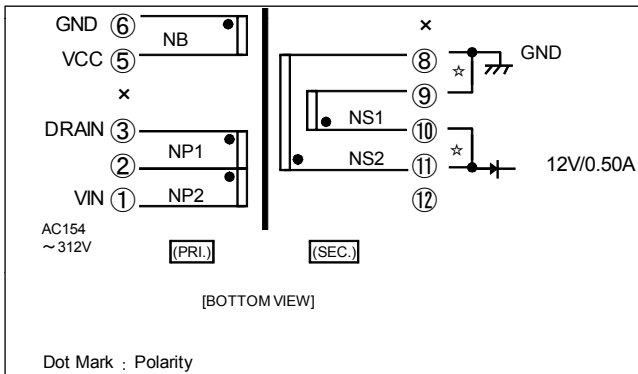 GND ⑥ NB
VCC ⑤
×
DRAIN ③ NP1
②
VIN ① NP2
AC154
~312V
(PRI.)
×
⑧ ☆ GND
⑨
NS1 ⑩
NS2 ⑪ ☆ 12V/0.50A
⑫
(SEC.)
[BOTTOM VIEW]
Dot Mark : Polarity